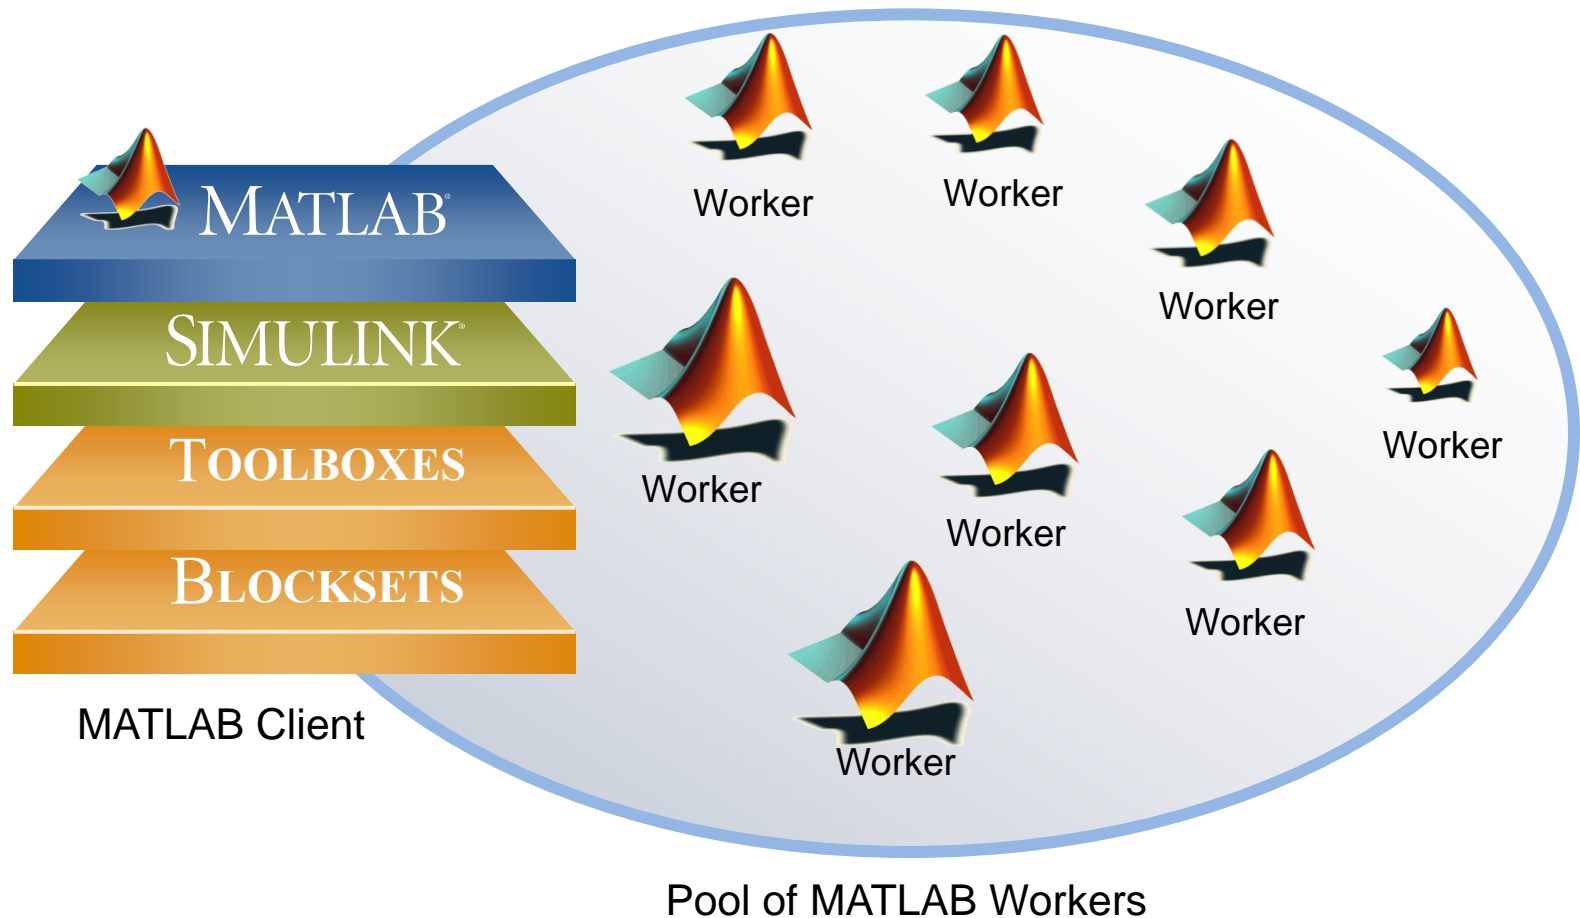 MATLAB®
SIMULINK®
TOOLBOXES
BLOCKSETS
MATLAB Client
Worker
Worker
Worker
Worker
Worker
Worker
Worker
Worker
Pool of MATLAB Workers